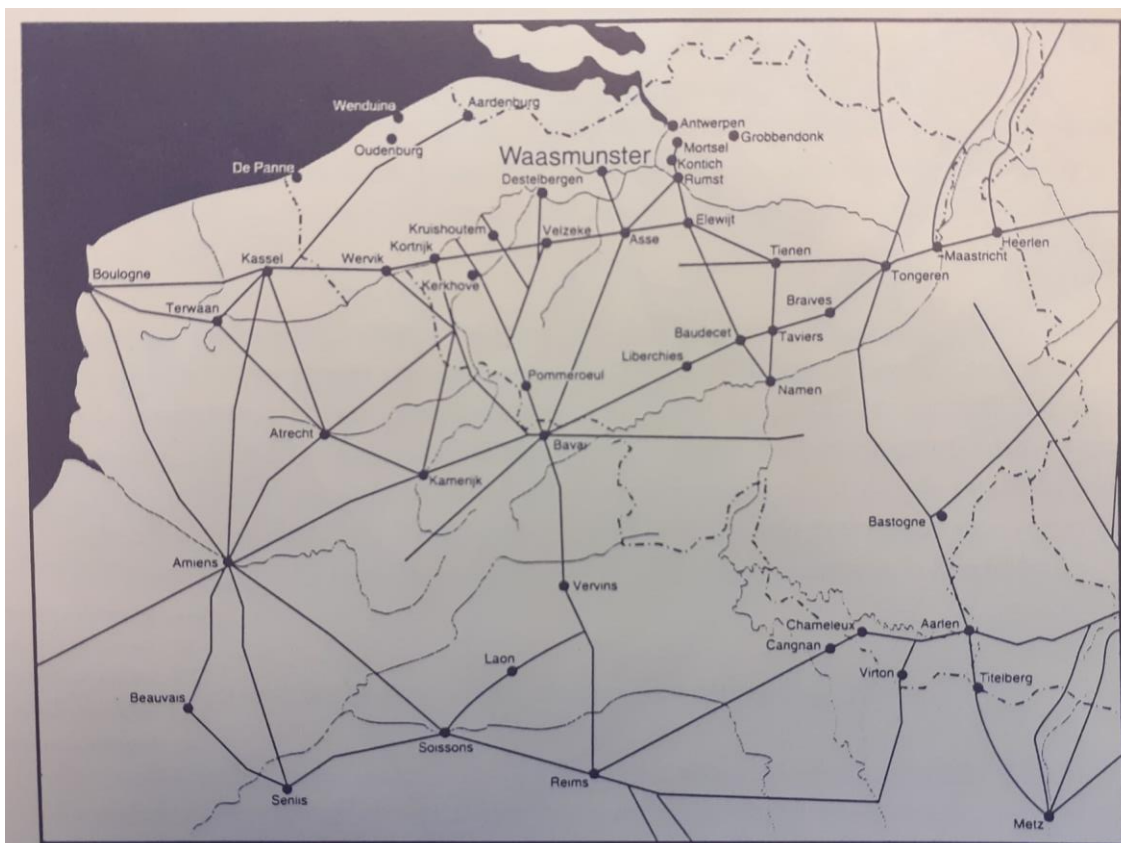 Wenduine
Aardenburg
Oudenburg
Antwerpen
Grobbendonk
Mortsel
Kontich
Waasmunster
De Panne
Destelbergen
Rumst
Kruishoutem
Velzeke
Asse
Elewijt
Kortrijk
Kassel
Wervik
Tienen
Heerlen
Maastricht
Boulogne
Kerkhove
Tongeren
Terwaan
Braives
Baudecet
Taviers
Liberchies
Pommeroeul
Namen
Atrecht
Bavai
Kamerijk
Bastogne
Amiens
Vervins
Chameleux
Aarlen
Carignan
Laon
Virton
Titelberg
Beauvais
Soissons
Reims
Senlis
Metz